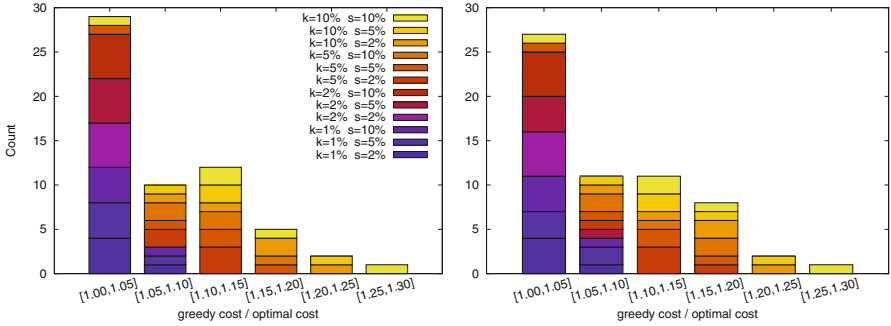 30
25
20
15
10
5
0
Count
k=10% s=10%
k=10% s=5%
k=10% s=2%
k=5% s=10%
k=5% s=5%
k=5% s=2%
k=2% s=10%
k=2% s=5%
k=2% s=2%
k=1% s=10%
k=1% s=5%
k=1% s=2%
[1.00,1.05]
[1.05,1.10]
[1.10,1.15]
[1.15,1.20]
[1.20,1.25]
[1.25,1.30]
greedy cost / optimal cost
30
25
20
15
10
5
0
[1.00,1.05]
[1.05,1.10]
[1.10,1.15]
[1.15,1.20]
[1.20,1.25]
[1.25,1.30]
greedy cost / optimal cost